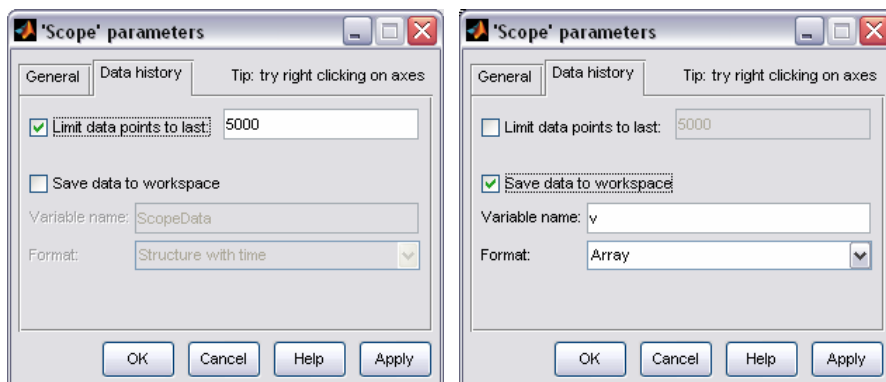 'Scope' parameters
General
Data history
Tip: try right clicking on axes
Limit data points to last:
5000
Save data to workspace
Variable name:
ScopeData
Format:
Structure with time
OK
Cancel
Help
Apply
'Scope' parameters
General
Data history
Tip: try right clicking on axes
Limit data points to last:
5000
Save data to workspace
Variable name:
v
Format:
Array
OK
Cancel
Help
Apply